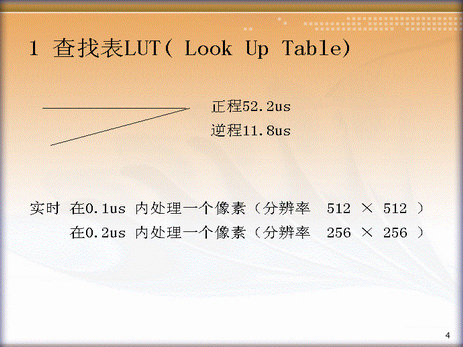 1 查找表LUT( Look Up Table)
正程52.2us
逆程11.8us
实时 在0.1us 内处理一个像素（分辨率 512 × 512 ）
在0.2us 内处理一个像素（分辨率 256 × 256 ）
4